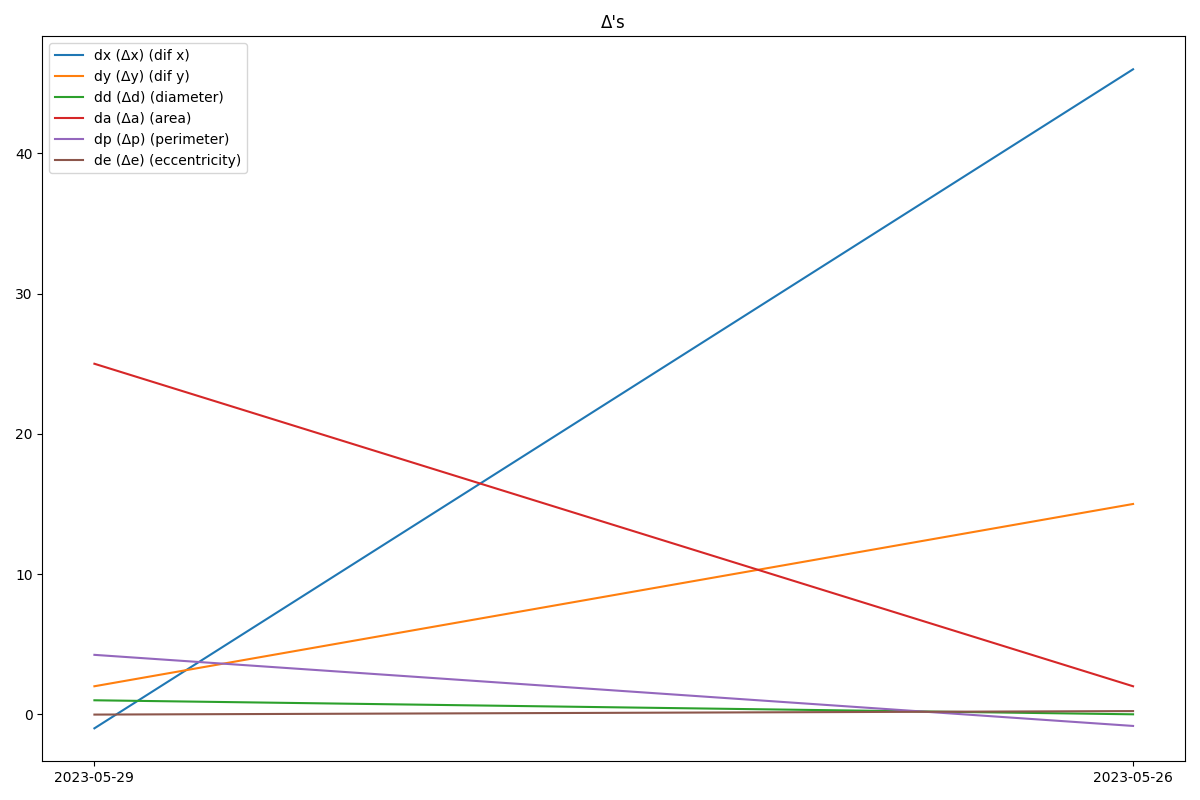 Δ's
dx (Δx) (dif x)
dy (Δy) (dif y)
dd (Δd) (diameter)
da (Δa) (area)
dp (Δp) (perimeter)
de (Δe) (eccentricity)
40
30
20
10
0
2023-05-29
2023-05-26